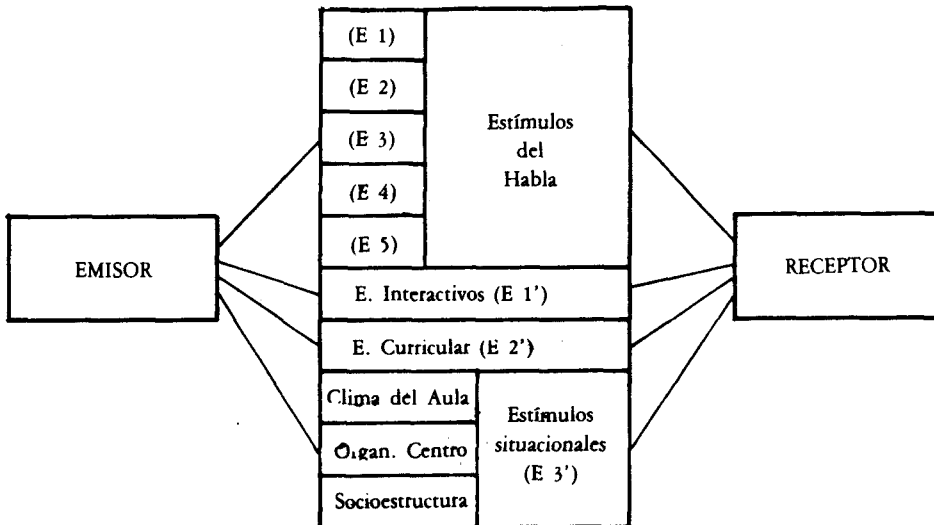 (E 1)
(E 2)
(E 3)
(E 4)
(E 5)
Estímulos
del
Habla
EMISOR
RECEPTOR
E. Interactivos (E 1')
E. Curricular (E 2')
Clima del Aula
Organ. Centro
Socioestructura
Estímulos
situacionales
(E 3')